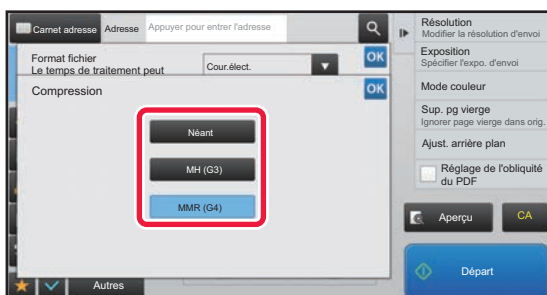 Carnet adresse
Adresse
Appuyer pour entrer l'adresse
Format fichier
Le temps de traitement peut
Cour.élect.
OK
Compression
OK
Néant
MH (G3)
MMR (G4)
Autres
Résolution
Modifier la résolution d'envoi
Exposition
Spécifier l'expo. d'envoi
Mode couleur
Sup. pg vierge
Ignorer page vierge dans orig.
Ajust. arrière plan
Réglage de l'obliquité
du PDF
Aperçu
CA
Départ